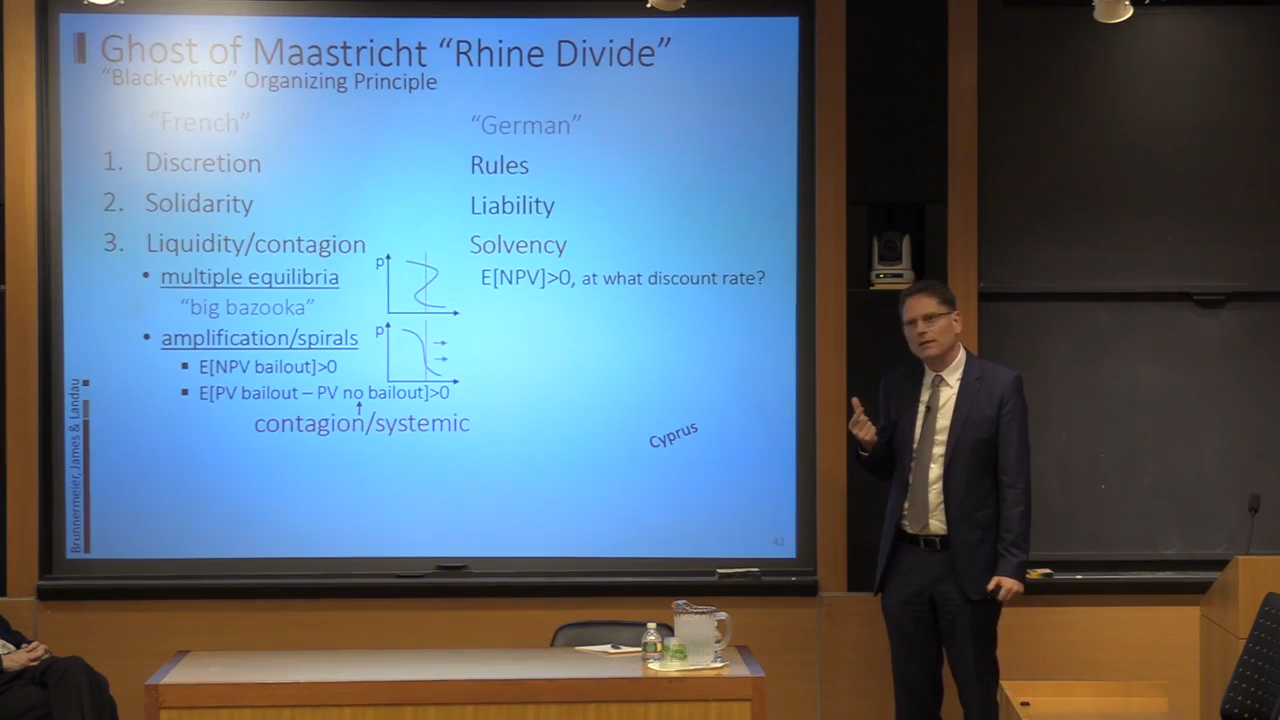 Ghost of Maastricht “Rhine Divide”
“Black-white” Organizing Principle
“French” “German”
1. Discretion Rules
2. Solidarity Liability
3. Liquidity/contagion Solvency
• multiple equilibria p E[NPV]>0, at what discount rate?
“big bazooka”
• amplification/spirals p
▪ E[NPV bailout]>0
▪ E[PV bailout – PV no bailout]>0
contagion/systemic
Cyprus
Brunnermeier, James & Landau
42